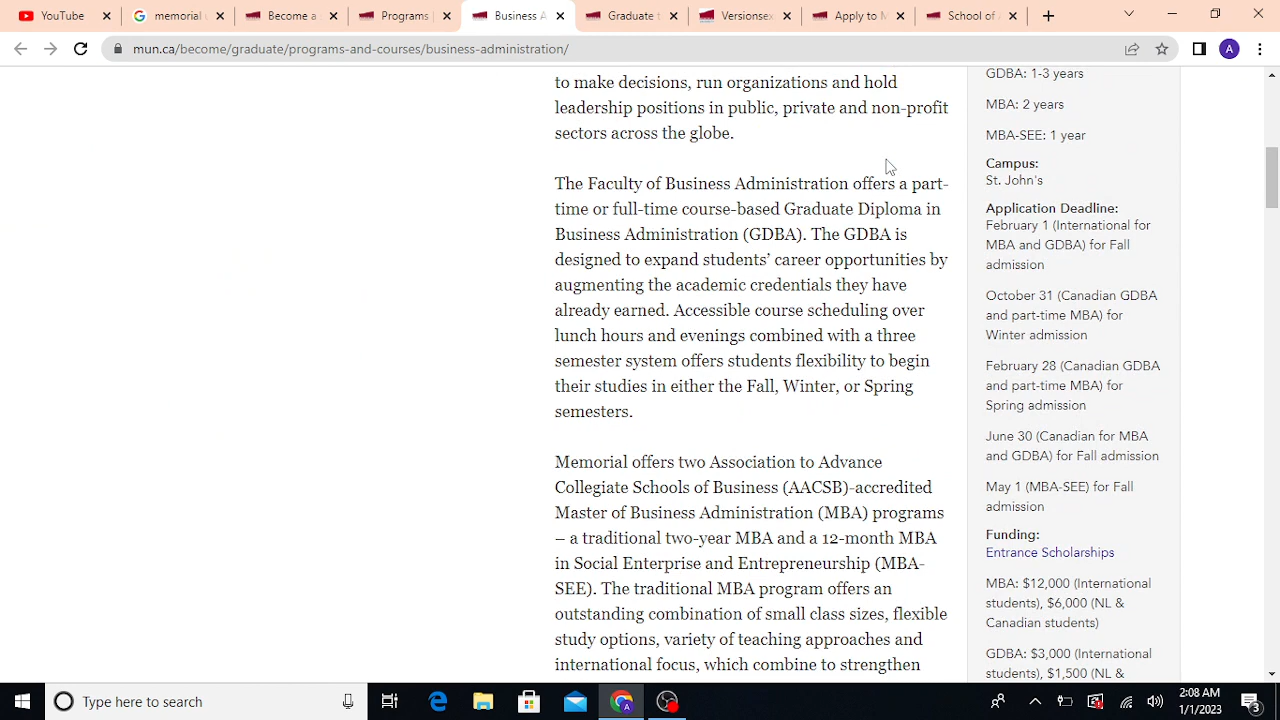 YouTube
memorial u
Become a
Programs
Business A
Graduate t
Versionsex
Apply to M
School of A
mun.ca/become/graduate/programs-and-courses/business-administration/
A
to make decisions, run organizations and hold
leadership positions in public, private and non-profit
sectors across the globe.
The Faculty of Business Administration offers a part-
time or full-time course-based Graduate Diploma in
Business Administration (GDBA). The GDBA is
designed to expand students’ career opportunities by
augmenting the academic credentials they have
already earned. Accessible course scheduling over
lunch hours and evenings combined with a three
semester system offers students flexibility to begin
their studies in either the Fall, Winter, or Spring
semesters.
Memorial offers two Association to Advance
Collegiate Schools of Business (AACSB)-accredited
Master of Business Administration (MBA) programs
– a traditional two-year MBA and a 12-month MBA
in Social Enterprise and Entrepreneurship (MBA-
SEE). The traditional MBA program offers an
outstanding combination of small class sizes, flexible
study options, variety of teaching approaches and
international focus, which combine to strengthen
GDBA: 1-3 years
MBA: 2 years
MBA-SEE: 1 year
Campus:
St. John's
Application Deadline:
February 1 (International for
MBA and GDBA) for Fall
admission
October 31 (Canadian GDBA
and part-time MBA) for
Winter admission
February 28 (Canadian GDBA
and part-time MBA) for
Spring admission
June 30 (Canadian for MBA
and GDBA) for Fall admission
May 1 (MBA-SEE) for Fall
admission
Funding:
Entrance Scholarships
MBA: $12,000 (International
students), $6,000 (NL &
Canadian students)
GDBA: $3,000 (International
students), $1,500 (NL &
Type here to search
2:08 AM
1/1/2023
3